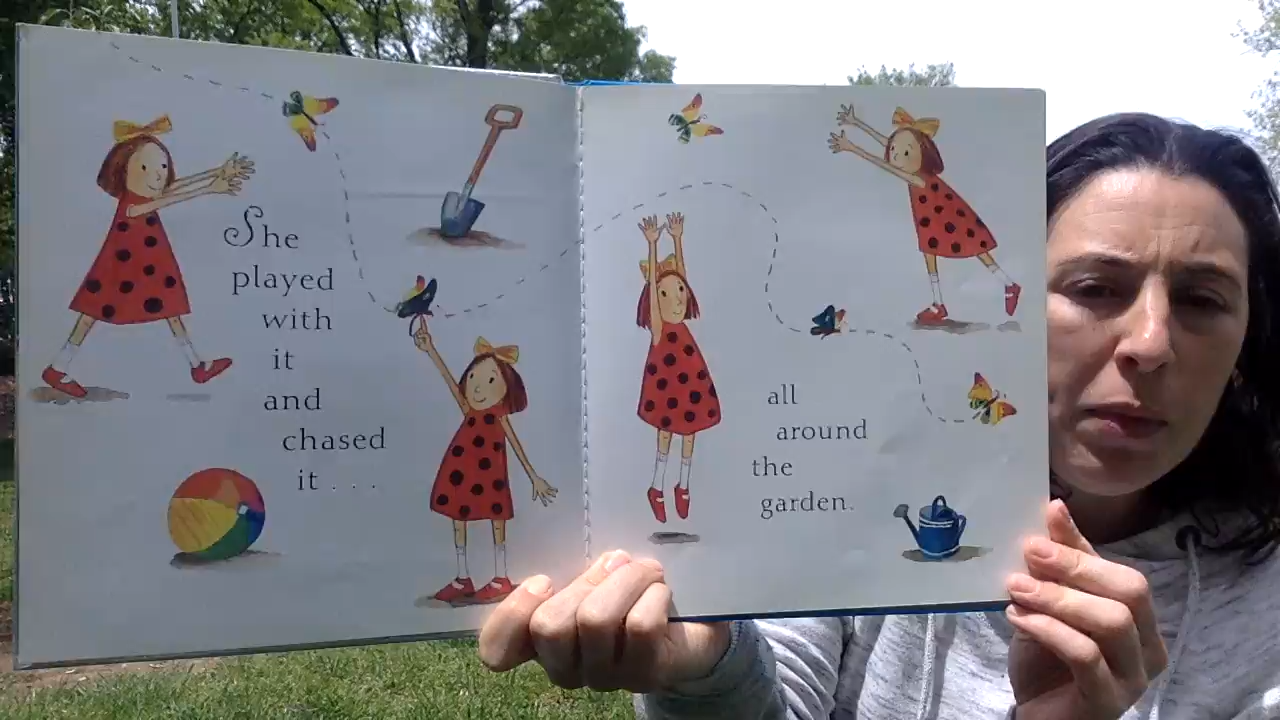 She
played
with
it
and
chased
it . . .
all
around
the
garden.